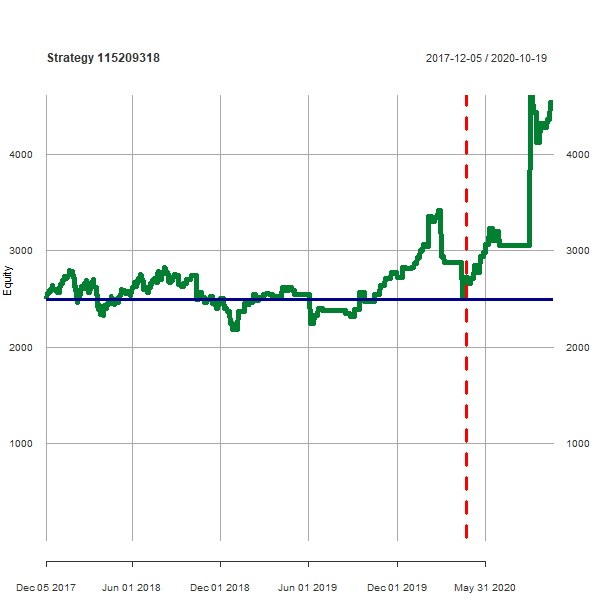 Strategy 115209318
2017-12-05 / 2020-10-19
4000
4000
3000
3000
Equity
2000
2000
1000
1000
Dec 05 2017
Jun 01 2018
Dec 01 2018
Jun 01 2019
Dec 01 2019
May 31 2020